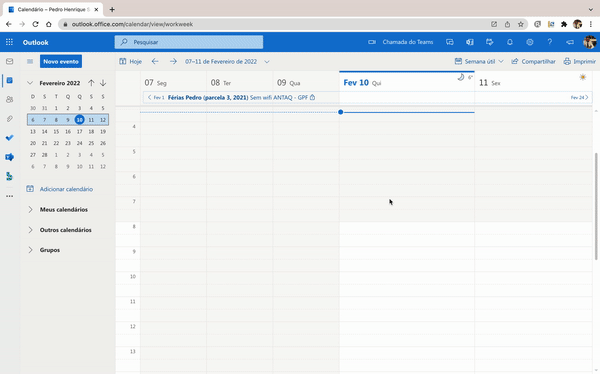 Calendário – Pedro Henrique S
outlook.office.com/calendar/view/workweek
Outlook
Pesquisar
Chamada do Teams
Novo evento
Hoje
07–11 de Fevereiro de 2022
Semana útil
Compartilhar
Imprimir
Fevereiro 2022
D S T Q Q S S
30 31 1 2 3 4 5
6 7 8 9 10 11 12
13 14 15 16 17 18 19
20 21 22 23 24 25 26
27 28 1 2 3 4 5
6 7 8 9 10 11 12
Adicionar calendário
Meus calendários
Outros calendários
Grupos
07 Seg
08 Ter
09 Qua
Fev 10 Qui
6°
11 Sex
Fev 1
Férias Pedro (parcela 3, 2021) Sem wifi ANTAQ - GPF
Fev 24
4
5
6
7
8
9
10
11
12
13